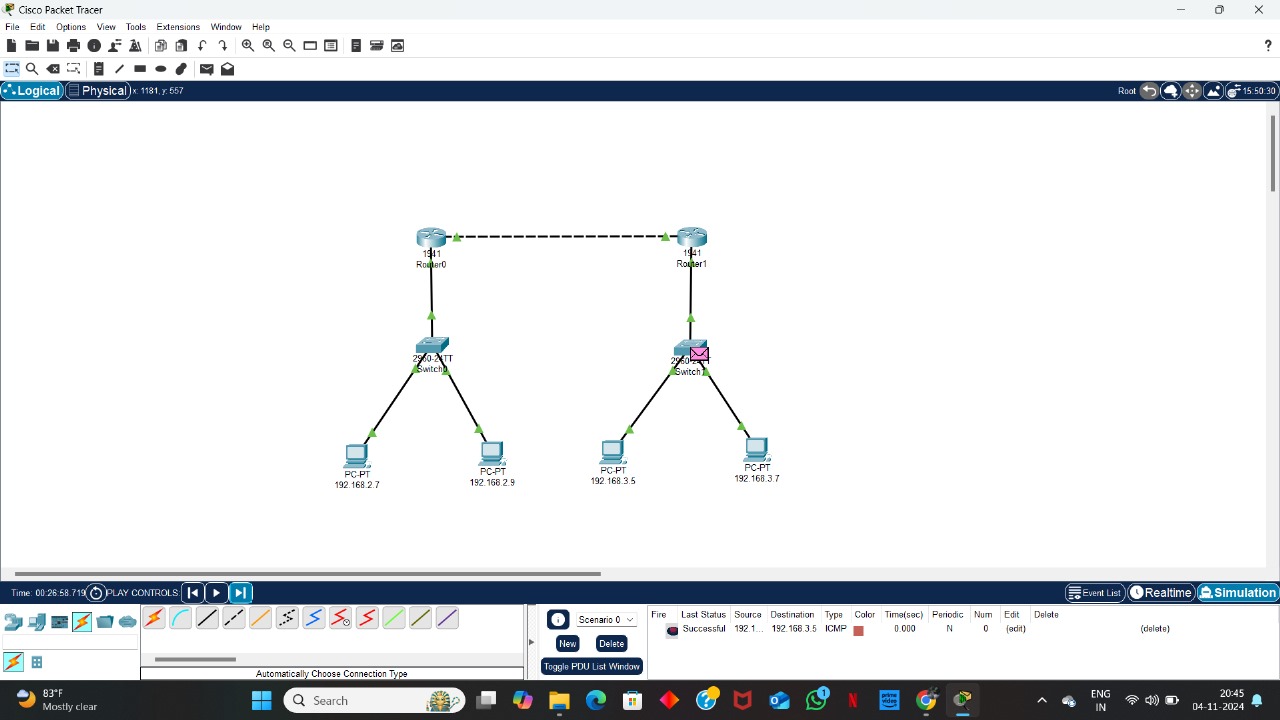 Cisco Packet Tracer
File Edit Options View Tools Extensions Window Help
?
Logical Physical x: 1181, y: 557 Root 15:50:30
1941 1941
Router0 Router1
2960-24TT
Switch0 Switch1
PC-PT PC-PT PC-PT PC-PT
192.168.2.7 192.168.2.9 192.168.3.5 192.168.3.7
Time: 00:26:58.719 PLAY CONTROLS: Event List Realtime Simulation
Scenario 0 Fire Last Status Source Destination Type Color Time(sec) Periodic Num Edit Delete
Successful 192.1... 192.168.3.5 ICMP 0.000 N 0 (edit) (delete)
New Delete
Toggle PDU List Window
Automatically Choose Connection Type
83°F
Mostly clear
Search
1
ENG
IN
20:45
04-11-2024